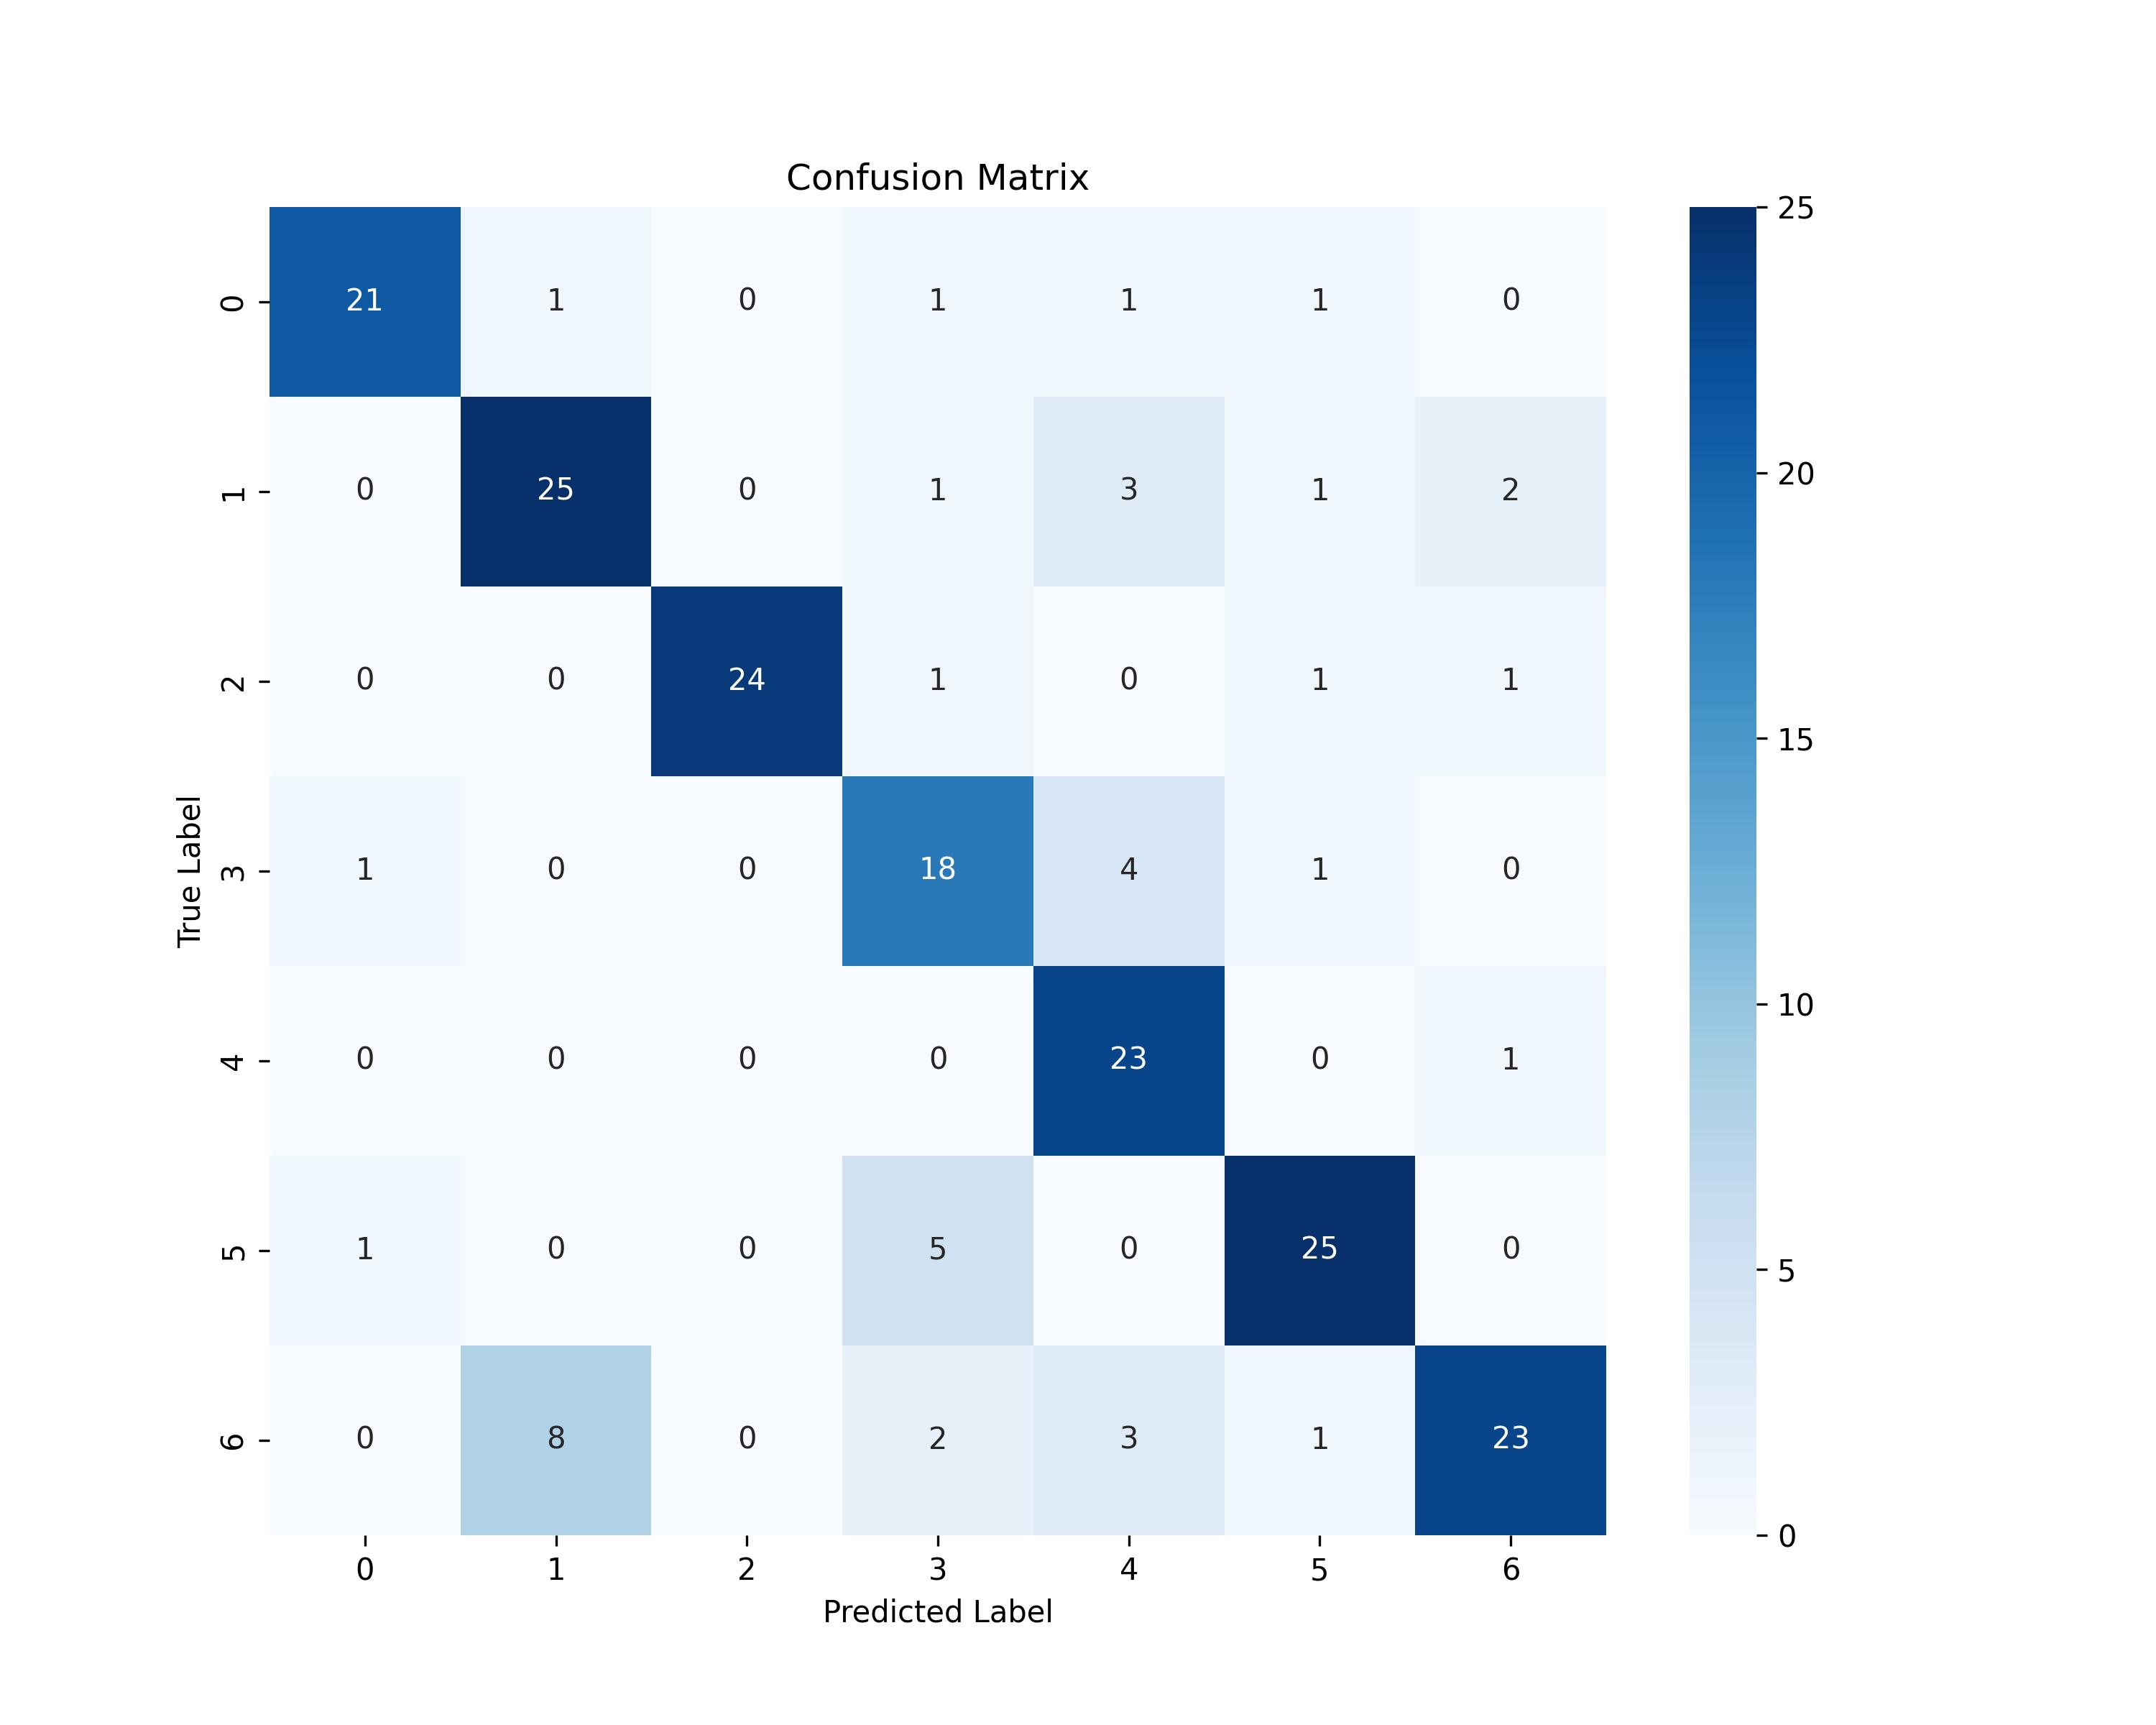 Confusion Matrix
True Label
0 21 1 0 1 1 1 0
1 0 25 0 1 3 1 2
2 0 0 24 1 0 1 1
3 1 0 0 18 4 1 0
4 0 0 0 0 23 0 1
5 1 0 0 5 0 25 0
6 0 8 0 2 3 1 23
0 1 2 3 4 5 6
Predicted Label
25
20
15
10
5
0